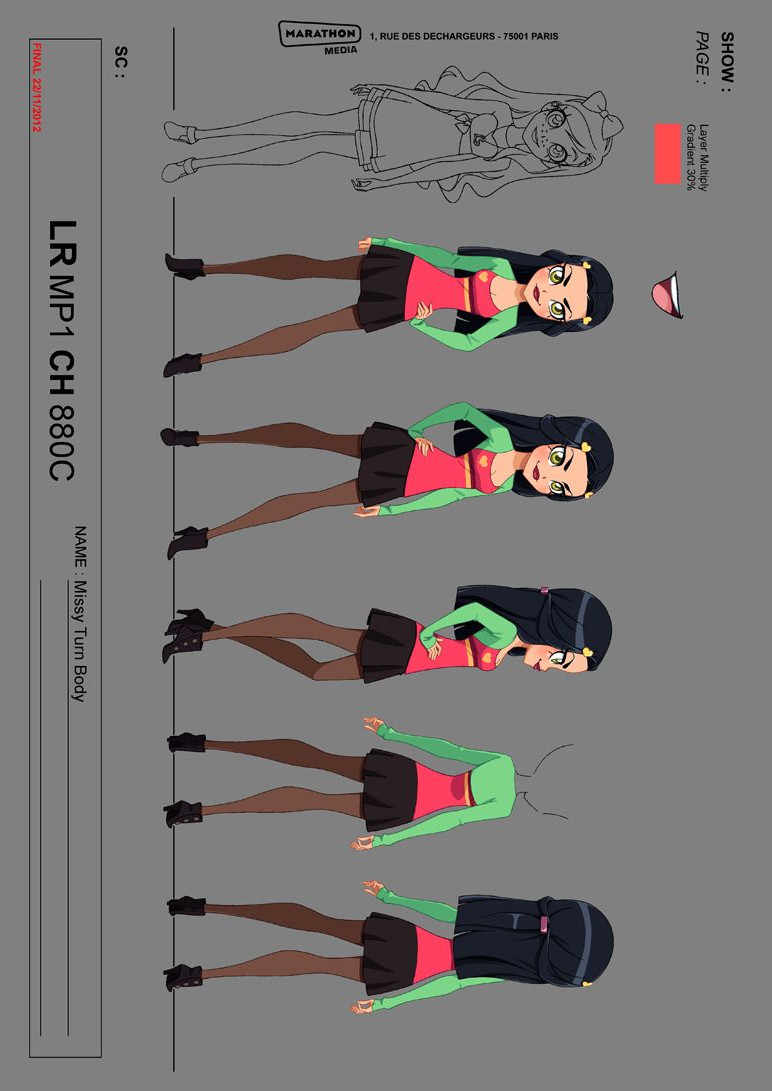 SHOW :
PAGE :
Layer Multiply
Gradient 30%
MARATHON
MEDIA
1, RUE DES DECHARGEURS - 75001 PARIS
SC :
NAME : Missy Turn Body
LR MP1 CH 880C
FINAL 22/11/2012